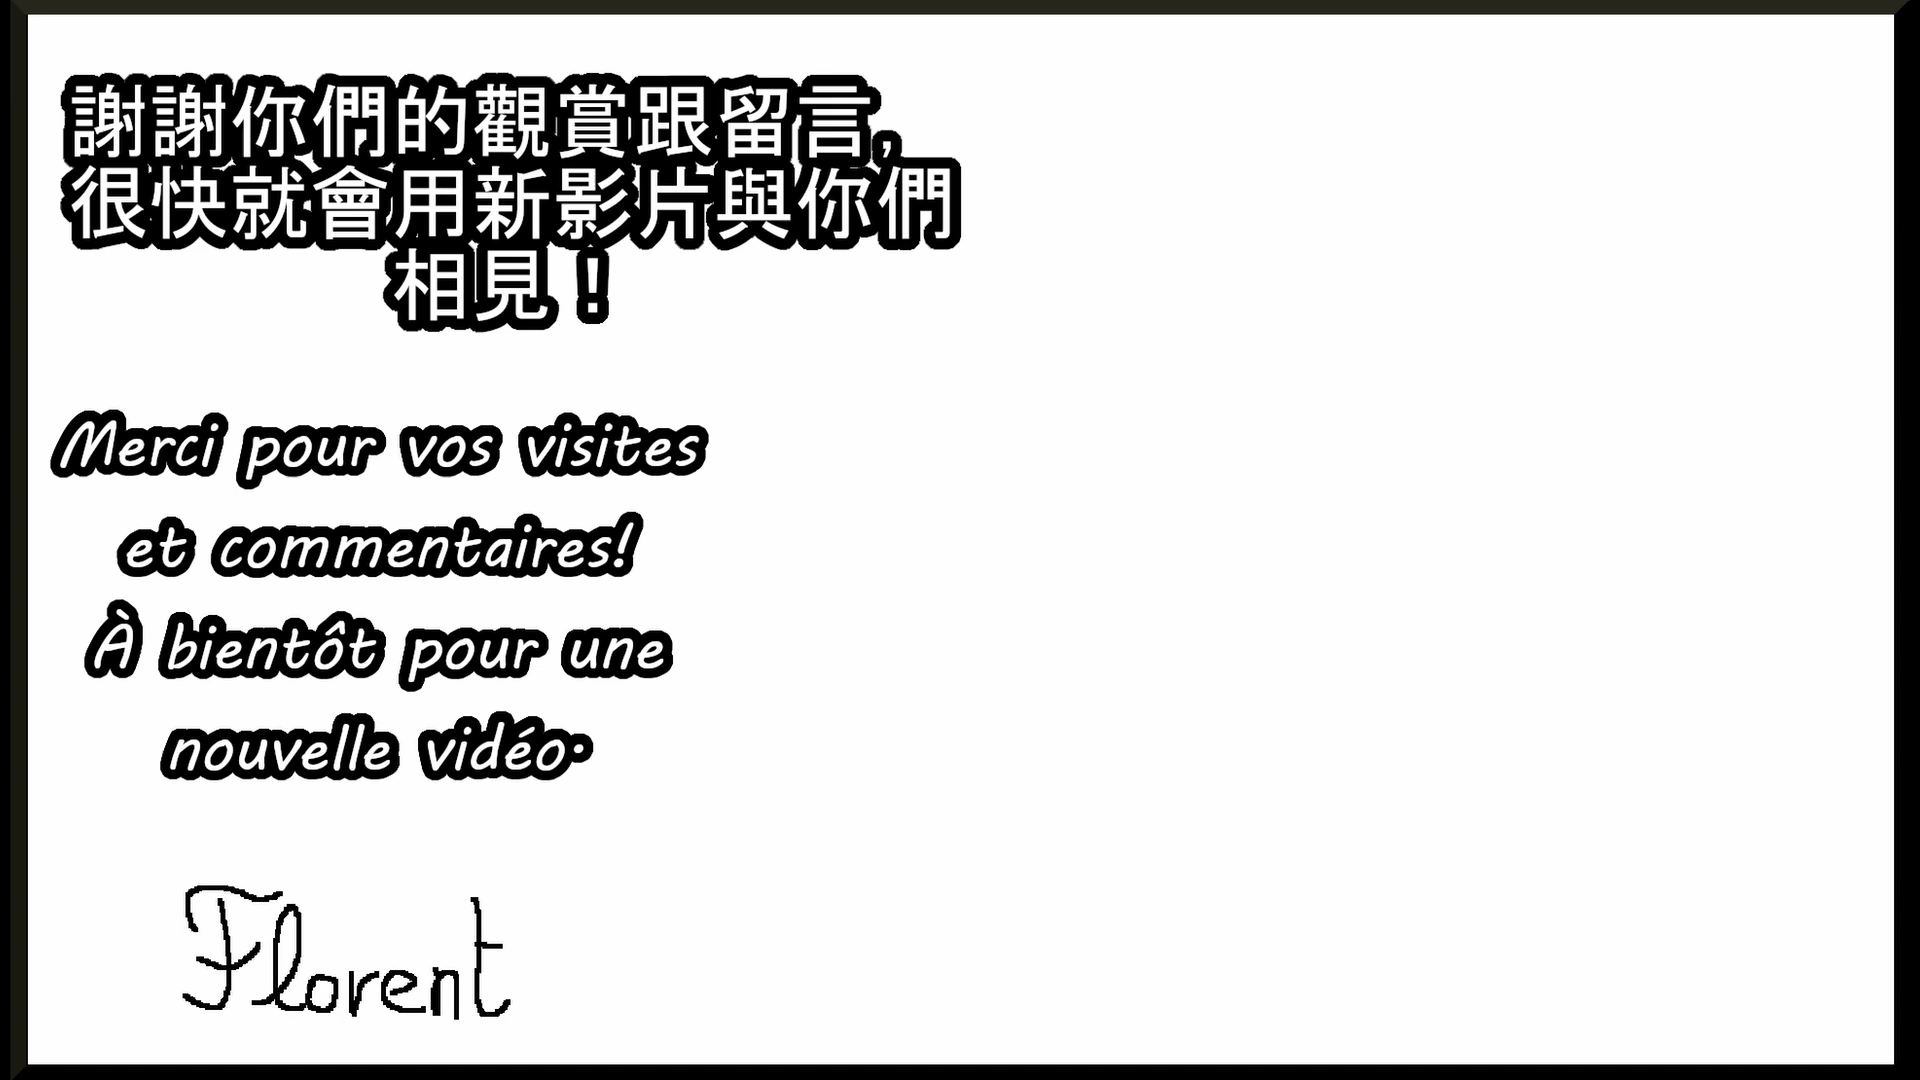 謝謝你們的觀賞跟留言,
很快就會用新影片與你們
相見！
Merci pour vos visites
et commentaires!
À bientôt pour une
nouvelle vidéo.
Florent